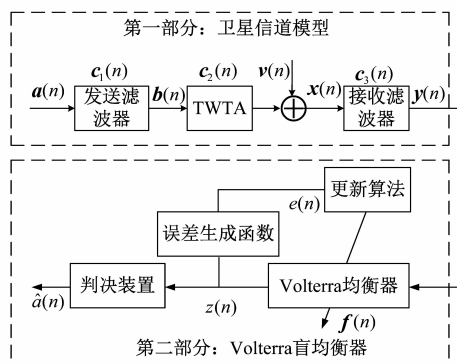 第一部分：卫星信道模型
c₁(n)
c₂(n)
v(n)
c₃(n)
a(n)
发送滤
波器
b(n)
TWTA
x(n)
接收滤
波器
y(n)
更新算法
e(n)
误差生成函数
判决装置
Volterra均衡器
â(n)
z(n)
f(n)
第二部分：Volterra盲均衡器